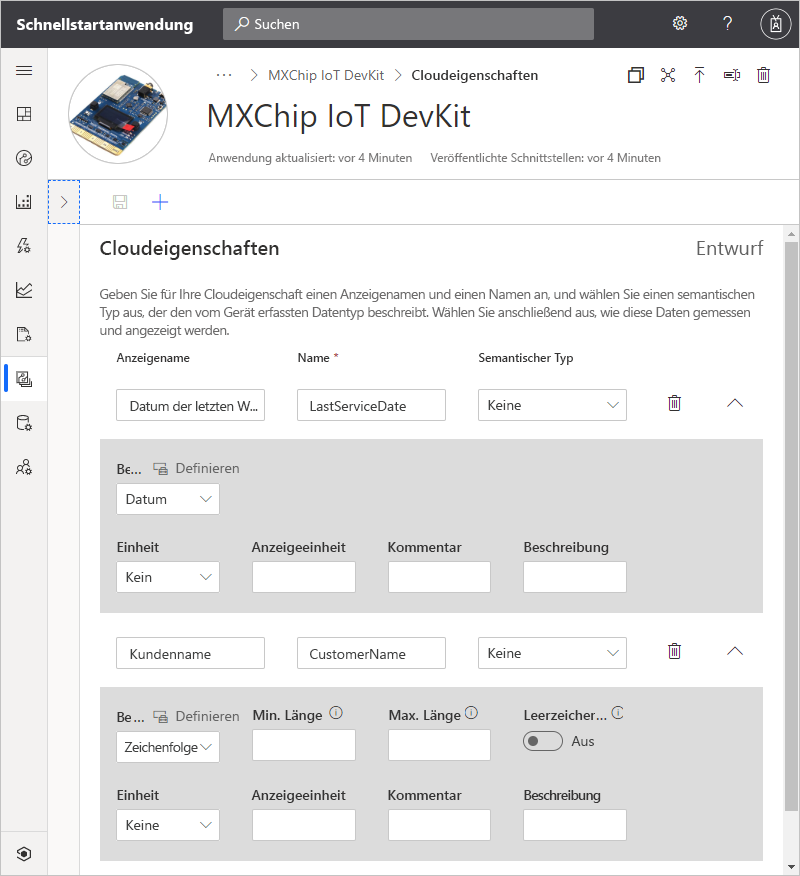 Schnellstartanwendung
Suchen
?
··· > MXChip IoT DevKit > Cloudeigenschaften
MXChip IoT DevKit
Anwendung aktualisiert: vor 4 Minuten Veröffentlichte Schnittstellen: vor 4 Minuten
Cloudeigenschaften Entwurf
Geben Sie für Ihre Cloudeigenschaft einen Anzeigenamen und einen Namen an, und wählen Sie einen semantischen
Typ aus, der den vom Gerät erfassten Datentyp beschreibt. Wählen Sie anschließend aus, wie diese Daten gemessen
und angezeigt werden.
Anzeigename Name * Semantischer Typ
Datum der letzten W... LastServiceDate Keine
Be... Definieren
Datum
Einheit Anzeigeeinheit Kommentar Beschreibung
Kein
Kundenname CustomerName Keine
Be ... Definieren Min. Länge Max. Länge Leerzeicher...
Zeichenfolge Aus
Einheit Anzeigeeinheit Kommentar Beschreibung
Keine